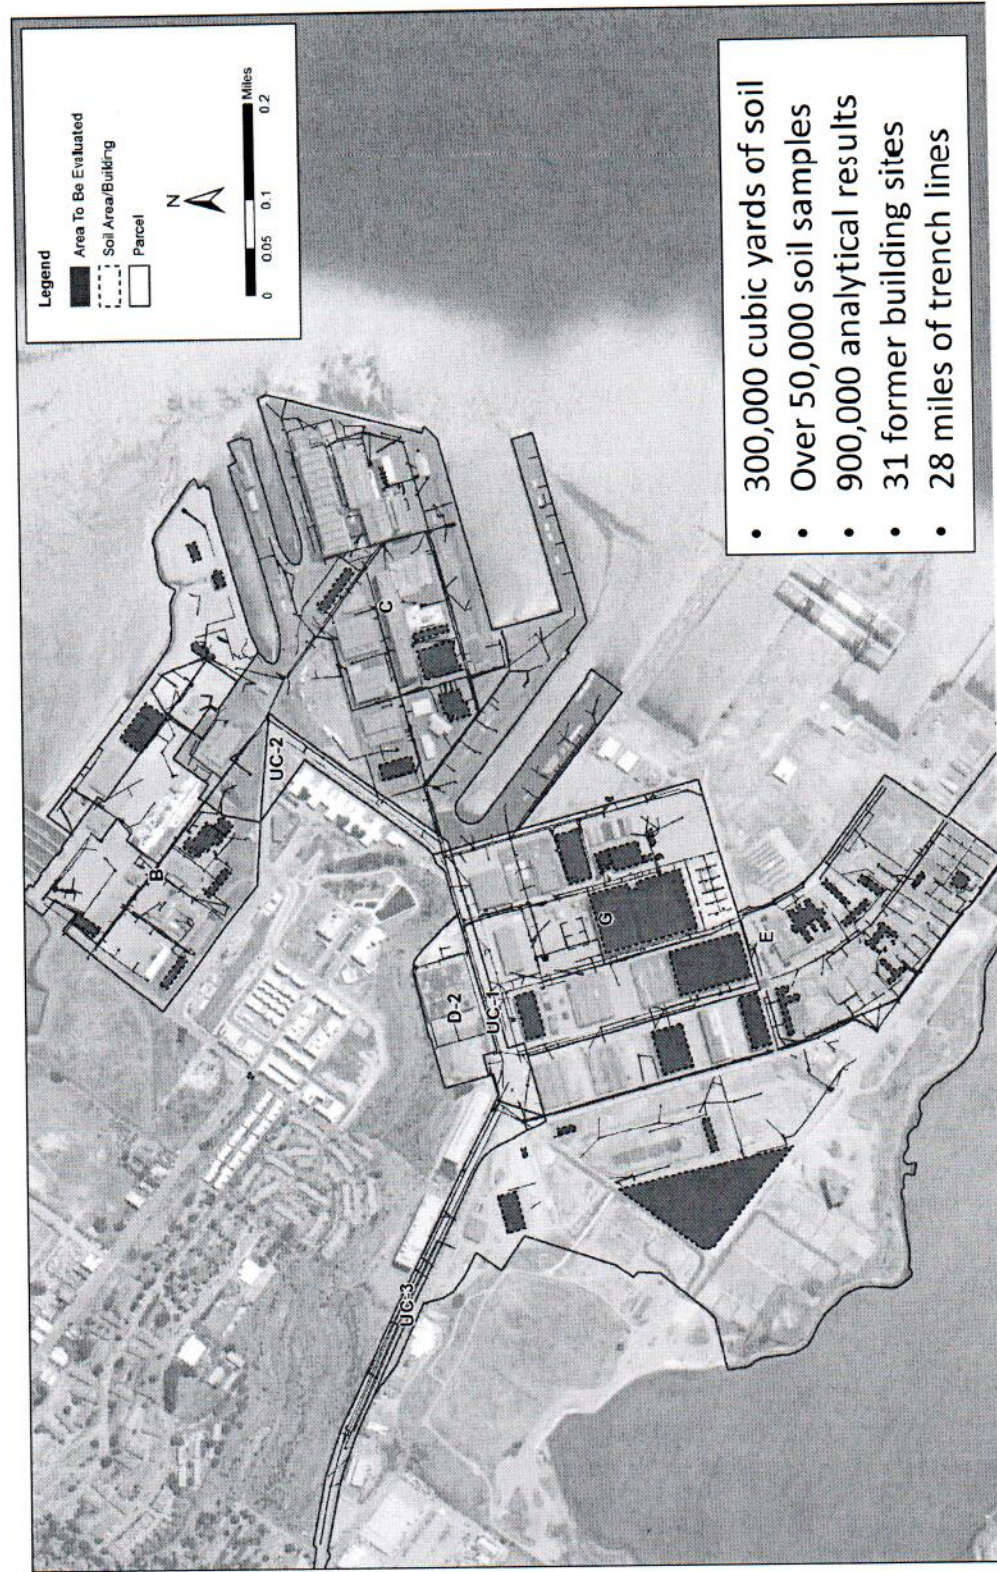 Legend
Area To Be Evaluated
Soil Area/Building
Parcel
N
Miles
0 0.05 0.1 0.2
B
UC-2
C
D-2
UC-1
G
E
UC-3
• 300,000 cubic yards of soil
• Over 50,000 soil samples
• 900,000 analytical results
• 31 former building sites
• 28 miles of trench lines